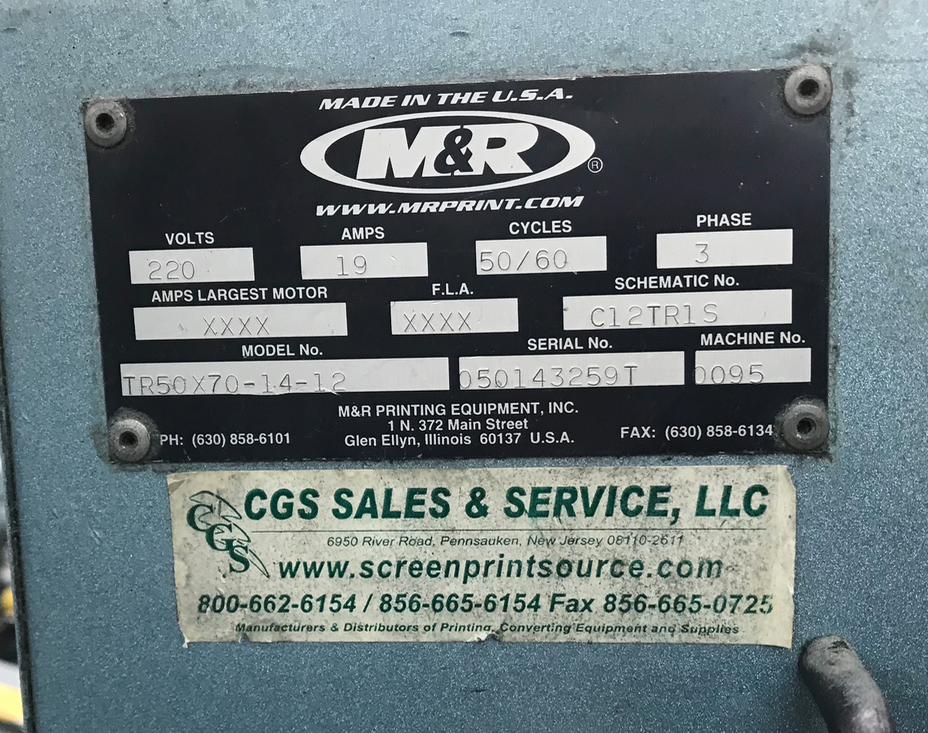 MADE IN THE U.S.A.
M&R®
WWW.MRPRINT.COM
VOLTS AMPS CYCLES PHASE
220 19 50/60 3
AMPS LARGEST MOTOR F.L.A. SCHEMATIC No.
XXXX XXXX C12TR1S
MODEL No. SERIAL No. MACHINE No.
TR50X70-14-12 050143259T 0095
M&R PRINTING EQUIPMENT, INC.
1 N. 372 Main Street
PH: (630) 858-6101 Glen Ellyn, Illinois 60137 U.S.A. FAX: (630) 858-6134
CGS CGS SALES & SERVICE, LLC
6950 River Road, Pennsauken, New Jersey 08110-2611
www.screenprintsource.com
800-662-6154 / 856-665-6154 Fax 856-665-0725
Manufacturers & Distributors of Printing, Converting Equipment and Supplies